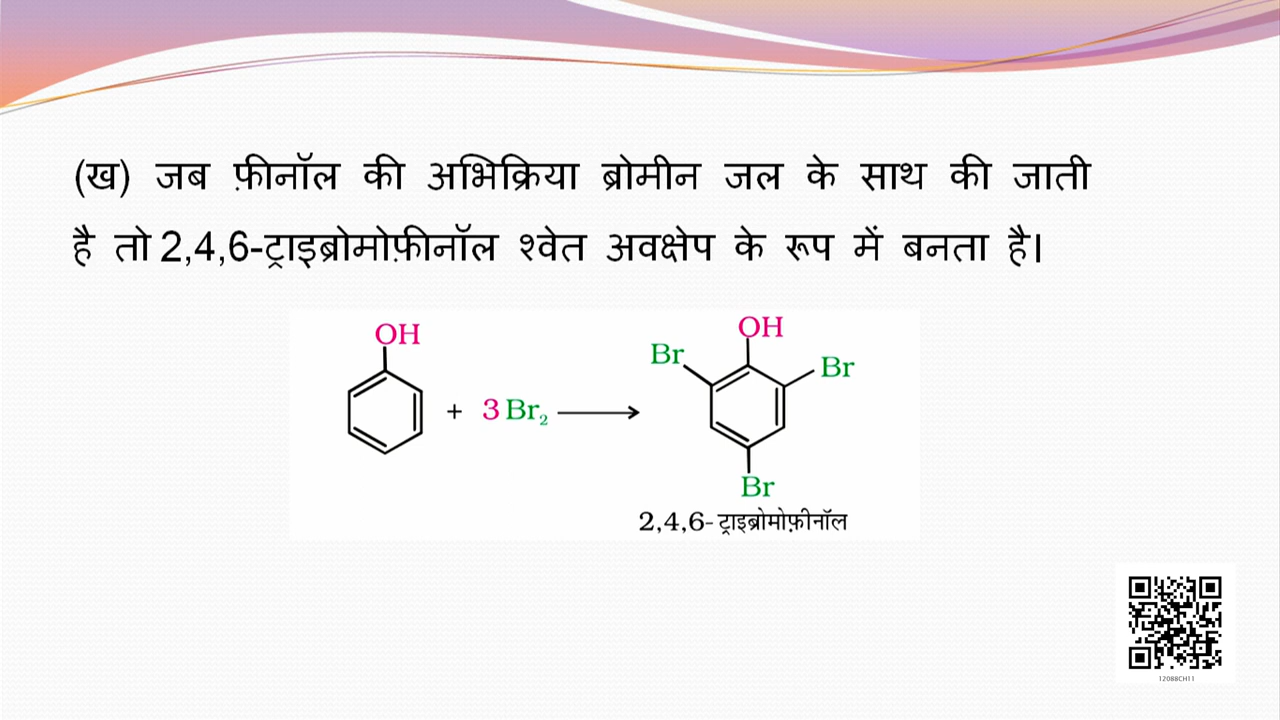 (ख) जब फ़ीनॉल की अभिक्रिया ब्रोमीन जल के साथ की जाती
है तो 2,4,6-ट्राइब्रोमोफ़ीनॉल श्वेत अवक्षेप के रूप में बनता है।
OH
+ 3 Br₂
OH
Br
Br
Br
2,4,6-ट्राइब्रोमोफ़ीनॉल
12088CH11